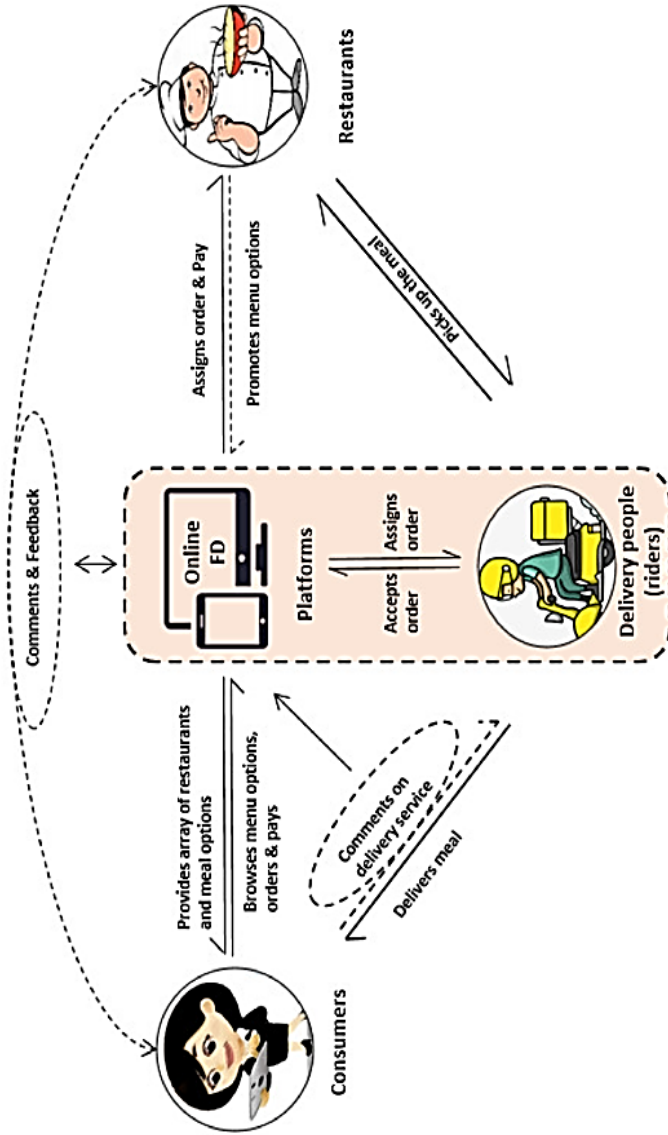 Comments & Feedback
Provides array of restaurants
and meal options
Browses menu options,
orders & pays
Online
FD
Platforms
Assigns order & Pay
Promotes menu options
Consumers
Restaurants
Accepts
order
Assigns
order
Comments on
delivery service
Delivers meal
Picks up the meal
Delivery people
(riders)